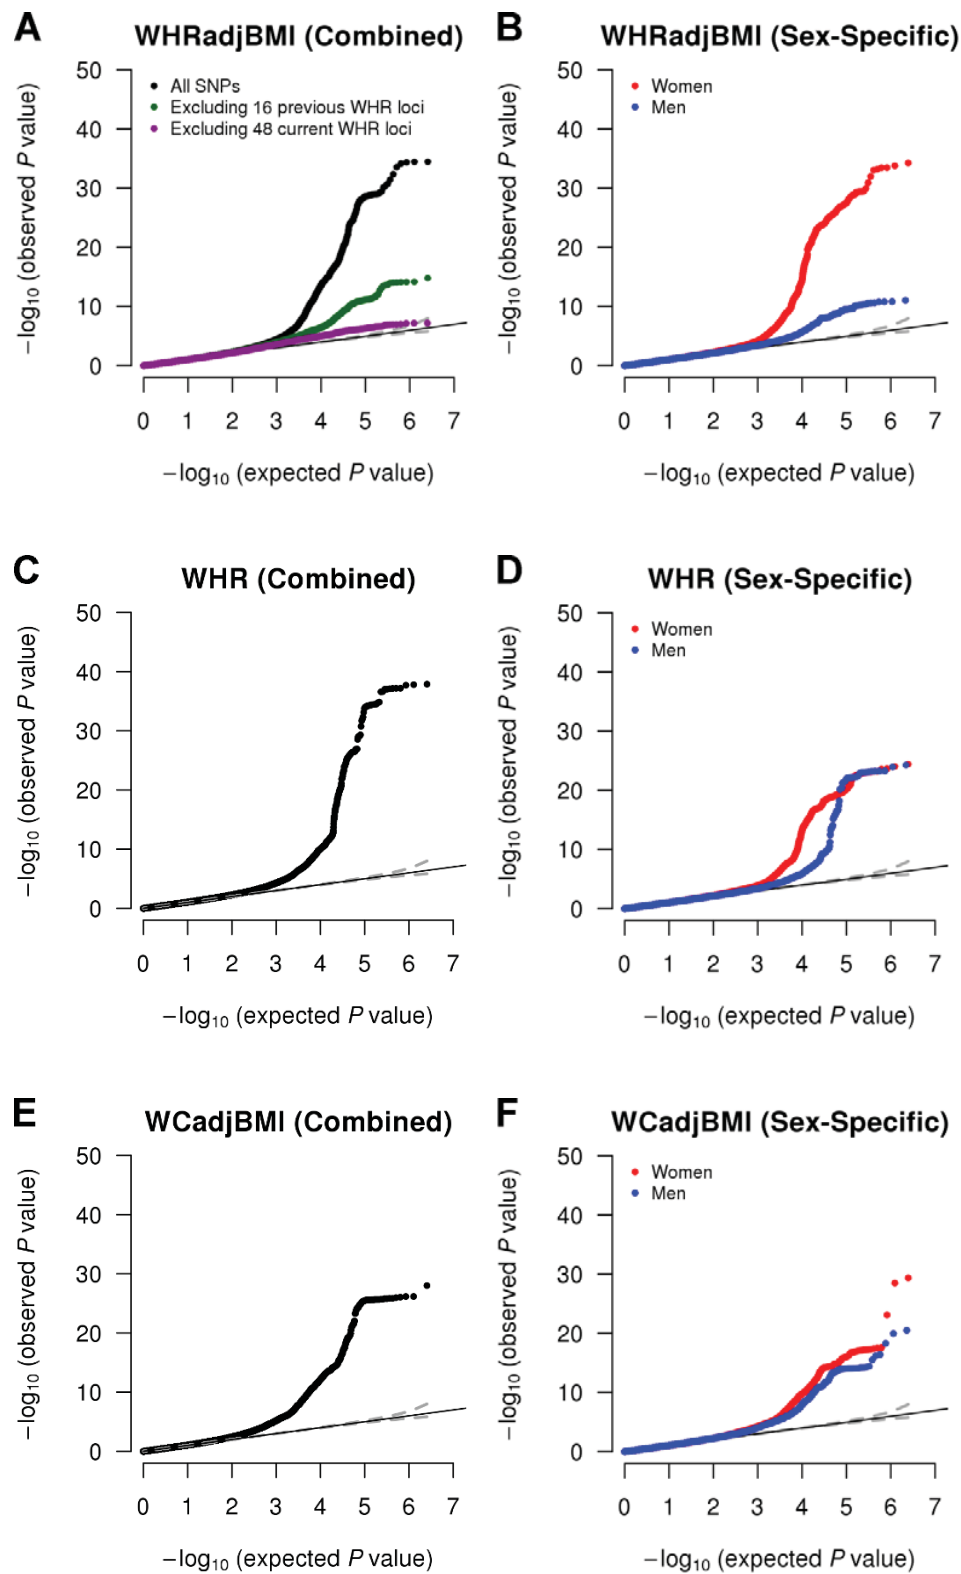 A WHRadjBMI (Combined)
50
40
30
20
10
0
All SNPs
Excluding 16 previous WHR loci
Excluding 48 current WHR loci
−log10 (observed P value)
0 1 2 3 4 5 6 7
−log10 (expected P value)
B WHRadjBMI (Sex-Specific)
50
40
30
20
10
0
Women
Men
−log10 (observed P value)
0 1 2 3 4 5 6 7
−log10 (expected P value)
C WHR (Combined)
50
40
30
20
10
0
−log10 (observed P value)
0 1 2 3 4 5 6 7
−log10 (expected P value)
D WHR (Sex-Specific)
50
40
30
20
10
0
Women
Men
−log10 (observed P value)
0 1 2 3 4 5 6 7
−log10 (expected P value)
E WCadjBMI (Combined)
50
40
30
20
10
0
−log10 (observed P value)
0 1 2 3 4 5 6 7
−log10 (expected P value)
F WCadjBMI (Sex-Specific)
50
40
30
20
10
0
Women
Men
−log10 (observed P value)
0 1 2 3 4 5 6 7
−log10 (expected P value)